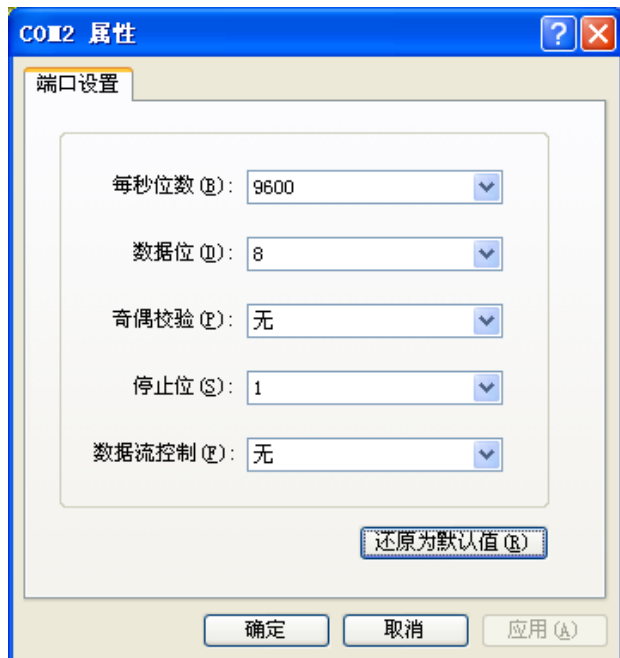 COM2 属性
端口设置
每秒位数(B): 9600
数据位(D): 8
奇偶校验(P): 无
停止位(S): 1
数据流控制(F): 无
还原为默认值(R)
确定 取消 应用(A)